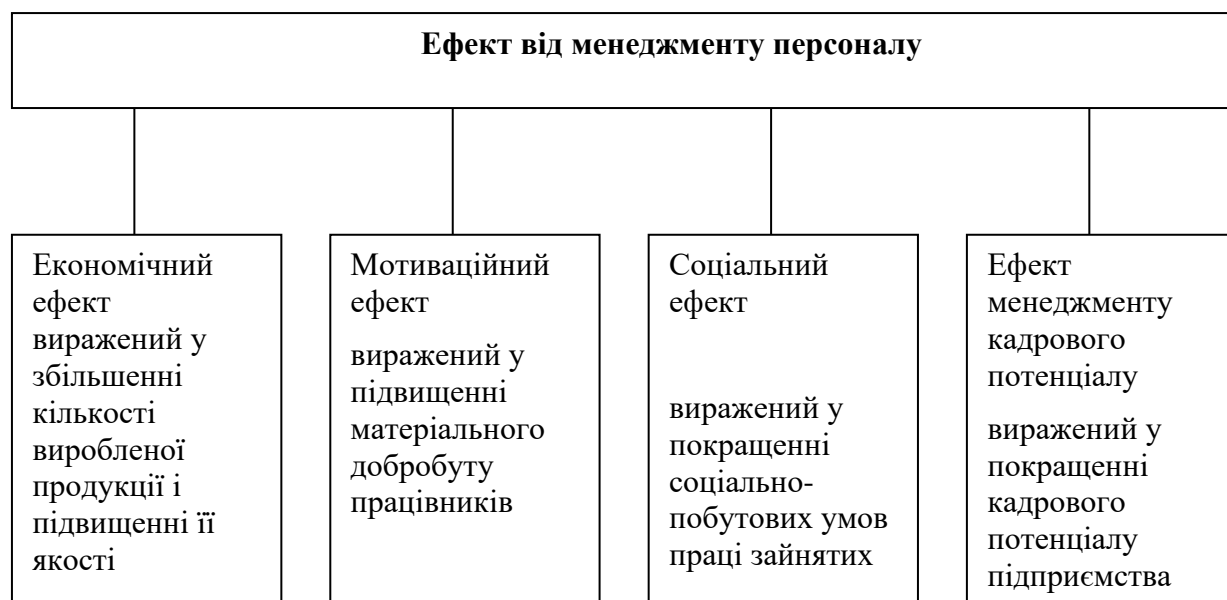 Ефект від менеджменту персоналу
Економічний
ефект
виражений у
збільшенні
кількості
виробленої
продукції і
підвищенні її
якості
Мотиваційний
ефект
виражений у
підвищенні
матеріального
добробуту
працівників
Соціальний
ефект
виражений у
покращенні
соціально-
побутових умов
праці зайнятих
Ефект
менеджменту
кадрового
потенціалу
виражений у
покращенні
кадрового
потенціалу
підприємства